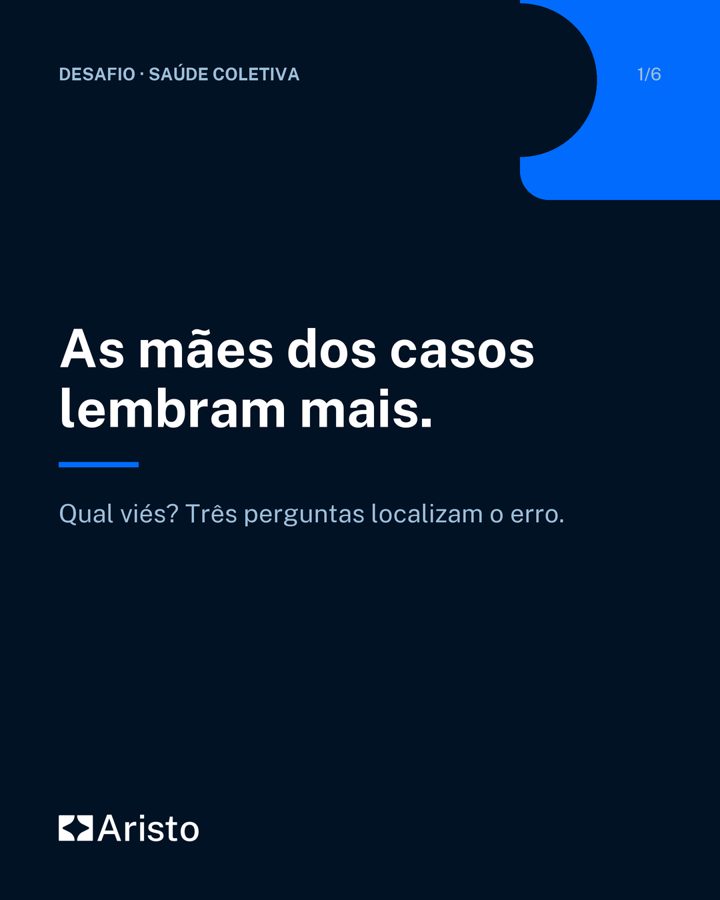 DESAFIO · SAÚDE COLETIVA
1/6
As mães dos casos
lembram mais.
Qual viés? Três perguntas localizam o erro.
Aristo